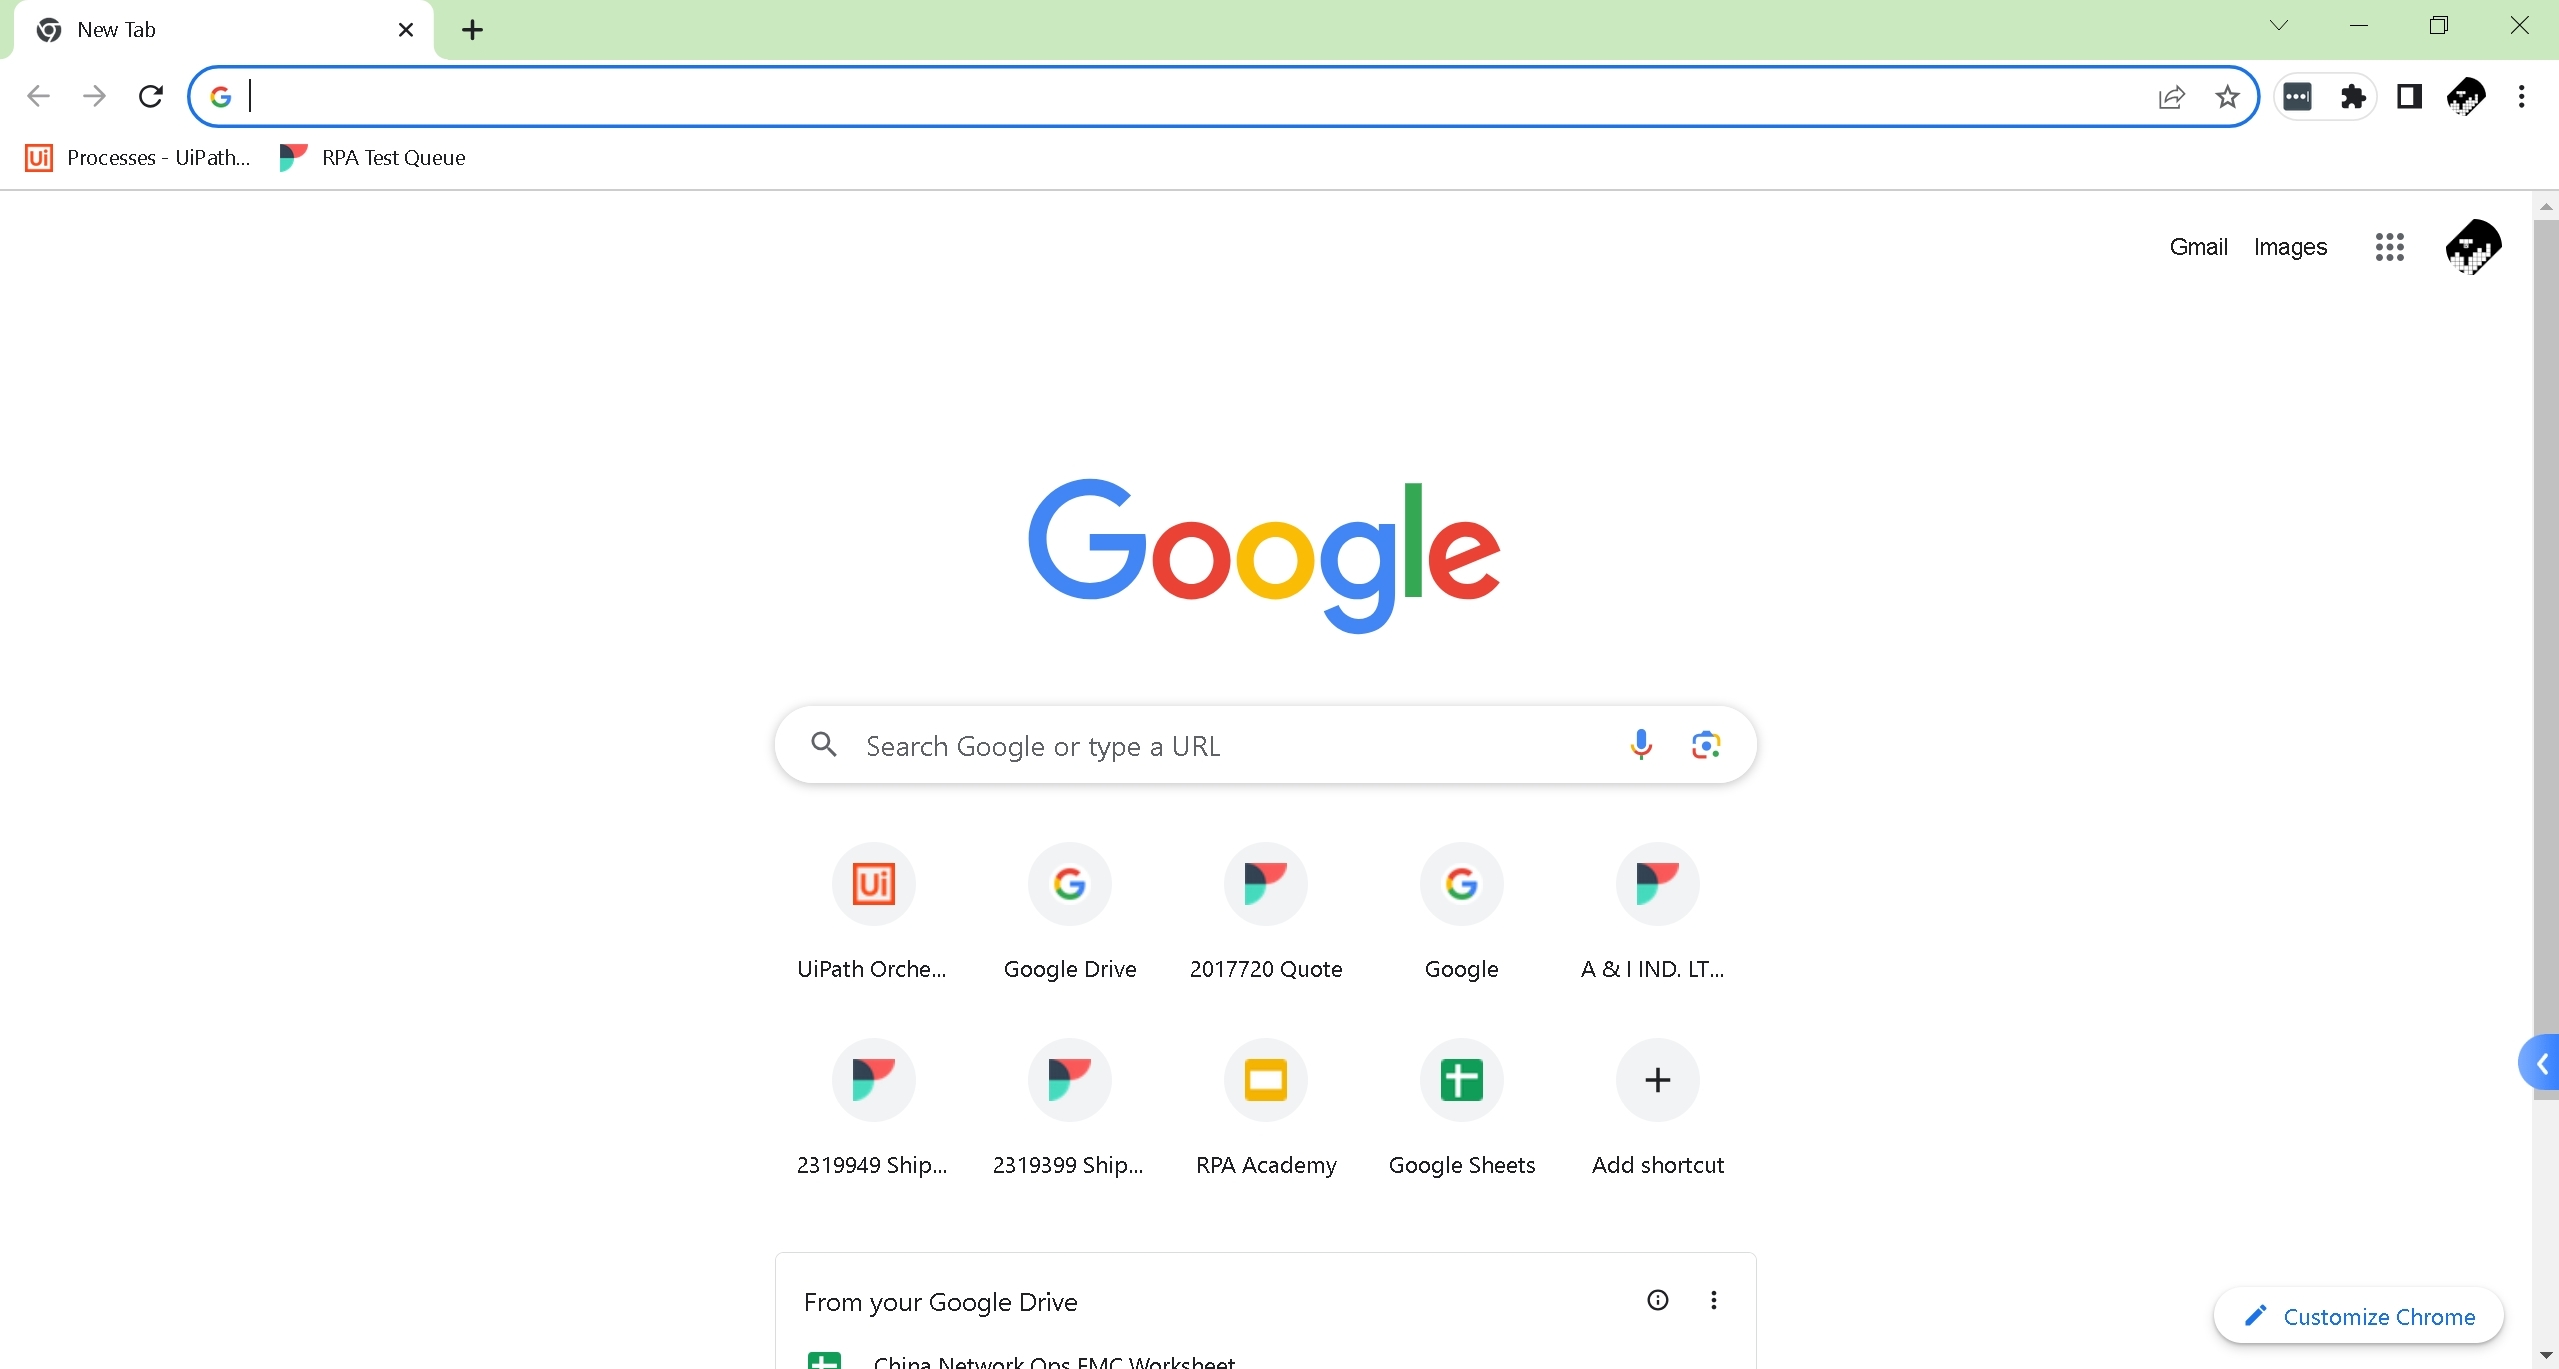 New Tab
Processes - UiPath...
RPA Test Queue
Gmail
Images
Google
Search Google or type a URL
UiPath Orche...
Google Drive
2017720 Quote
Google
A & I IND. LT...
2319949 Ship...
2319399 Ship...
RPA Academy
Google Sheets
Add shortcut
From your Google Drive
Customize Chrome
China Network Ops FMC Worksheet